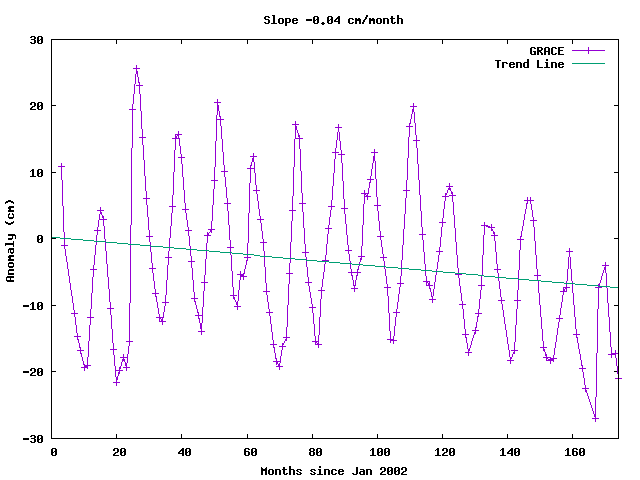 Slope -0.04 cm/month
30
20
10
0
-10
-20
-30
Anomaly (cm)
GRACE
Trend Line
0 20 40 60 80 100 120 140 160
Months since Jan 2002